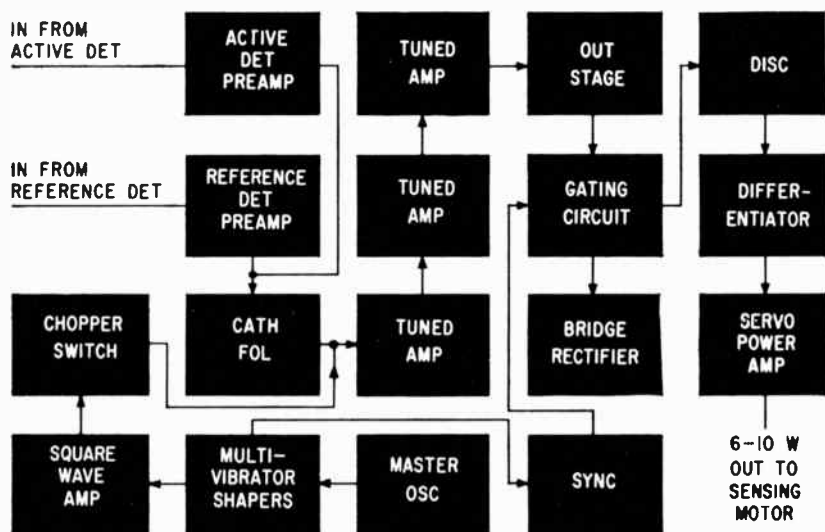 IN FROM
ACTIVE DET
ACTIVE
DET
PREAMP
TUNED
AMP
OUT
STAGE
DISC
IN FROM
REFERENCE DET
REFERENCE
DET
PREAMP
TUNED
AMP
GATING
CIRCUIT
DIFFER-
ENTIATOR
CHOPPER
SWITCH
CATH
FOL
TUNED
AMP
BRIDGE
RECTIFIER
SERVO
POWER
AMP
SQUARE
WAVE
AMP
MULTI-
VIBRATOR
SHAPERS
MASTER
OSC
SYNC
6-10 W
OUT TO
SENSING
MOTOR